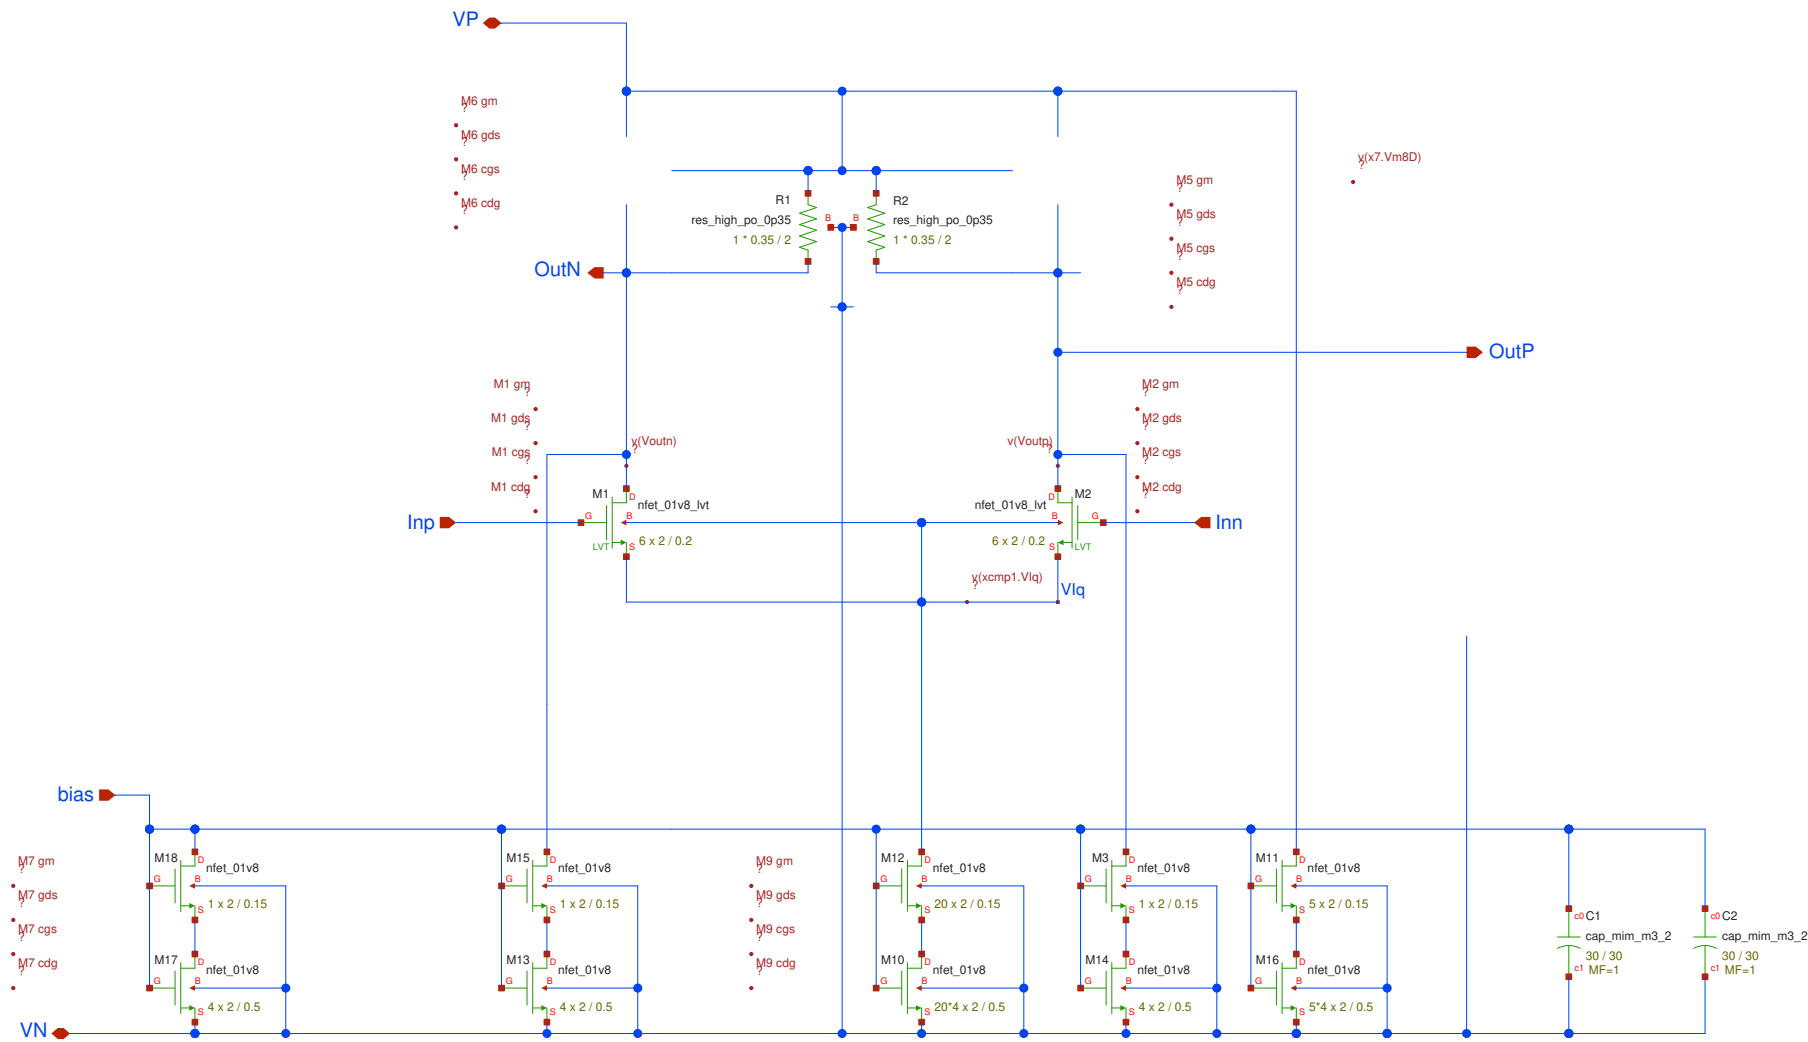 VP
M6 gm
?
M6 gds
?
M6 cgs
?
M6 cdg
?
v(x7.Vm8D)
?
M5 gm
?
M5 gds
?
M5 cgs
?
M5 cdg
?
R1
res_high_po_0p35
1 * 0.35 / 2
B
B
R2
res_high_po_0p35
1 * 0.35 / 2
OutN
OutP
M1 gm
?
M1 gds
?
M1 cgs
?
M1 cdg
?
v(Voutn)
?
v(Voutp)
?
M2 gm
?
M2 gds
?
M2 cgs
?
M2 cdg
?
Inp
G
M1
D
nfet_01v8_lvt
B
6 x 2 / 0.2
LVT
S
D
M2
nfet_01v8_lvt
B
G
6 x 2 / 0.2
S
LVT
Inn
v(xcmp1.VIq)
?
VIq
bias
M7 gm
?
M7 gds
?
M7 cgs
?
M7 cdg
?
M18
D
nfet_01v8
G
B
1 x 2 / 0.15
S
M17
D
nfet_01v8
G
B
4 x 2 / 0.5
S
M15
D
nfet_01v8
G
B
1 x 2 / 0.15
S
M13
D
nfet_01v8
G
B
4 x 2 / 0.5
S
M9 gm
?
M9 gds
?
M9 cgs
?
M9 cdg
?
M12
D
nfet_01v8
G
B
20 x 2 / 0.15
S
M10
D
nfet_01v8
G
B
20*4 x 2 / 0.5
S
M3
D
nfet_01v8
G
B
1 x 2 / 0.15
S
M14
D
nfet_01v8
G
B
4 x 2 / 0.5
S
M11
D
nfet_01v8
G
B
5 x 2 / 0.15
S
M16
D
nfet_01v8
G
B
5*4 x 2 / 0.5
S
c0
C1
cap_mim_m3_2
30 / 30
c1
MF=1
c0
C2
cap_mim_m3_2
30 / 30
c1
MF=1
VN